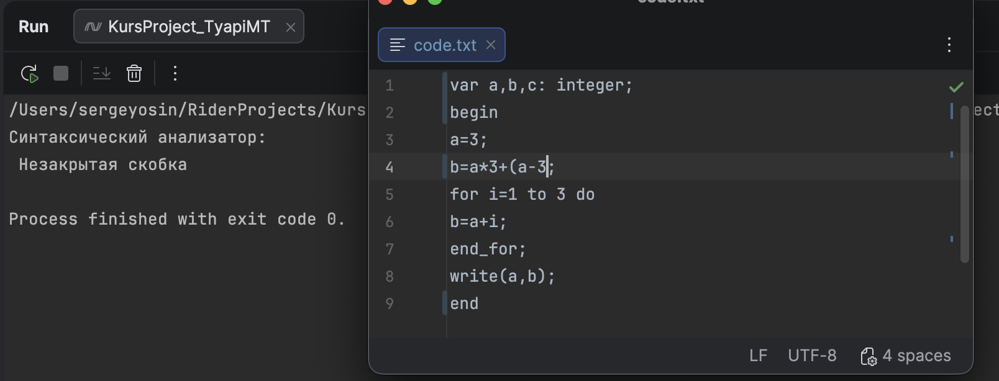 Run
KursProject_TyapiMT
/Users/sergeyosin/RiderProjects/Kurs
Синтаксический анализатор:
Незакрытая скобка
Process finished with exit code 0.
code.txt
code.txt
1 var a,b,c: integer;
2 begin
3 a=3;
4 b=a*3+(a-3;
5 for i=1 to 3 do
6 b=a+i;
7 end_for;
8 write(a,b);
9 end
ect
LF UTF-8 4 spaces